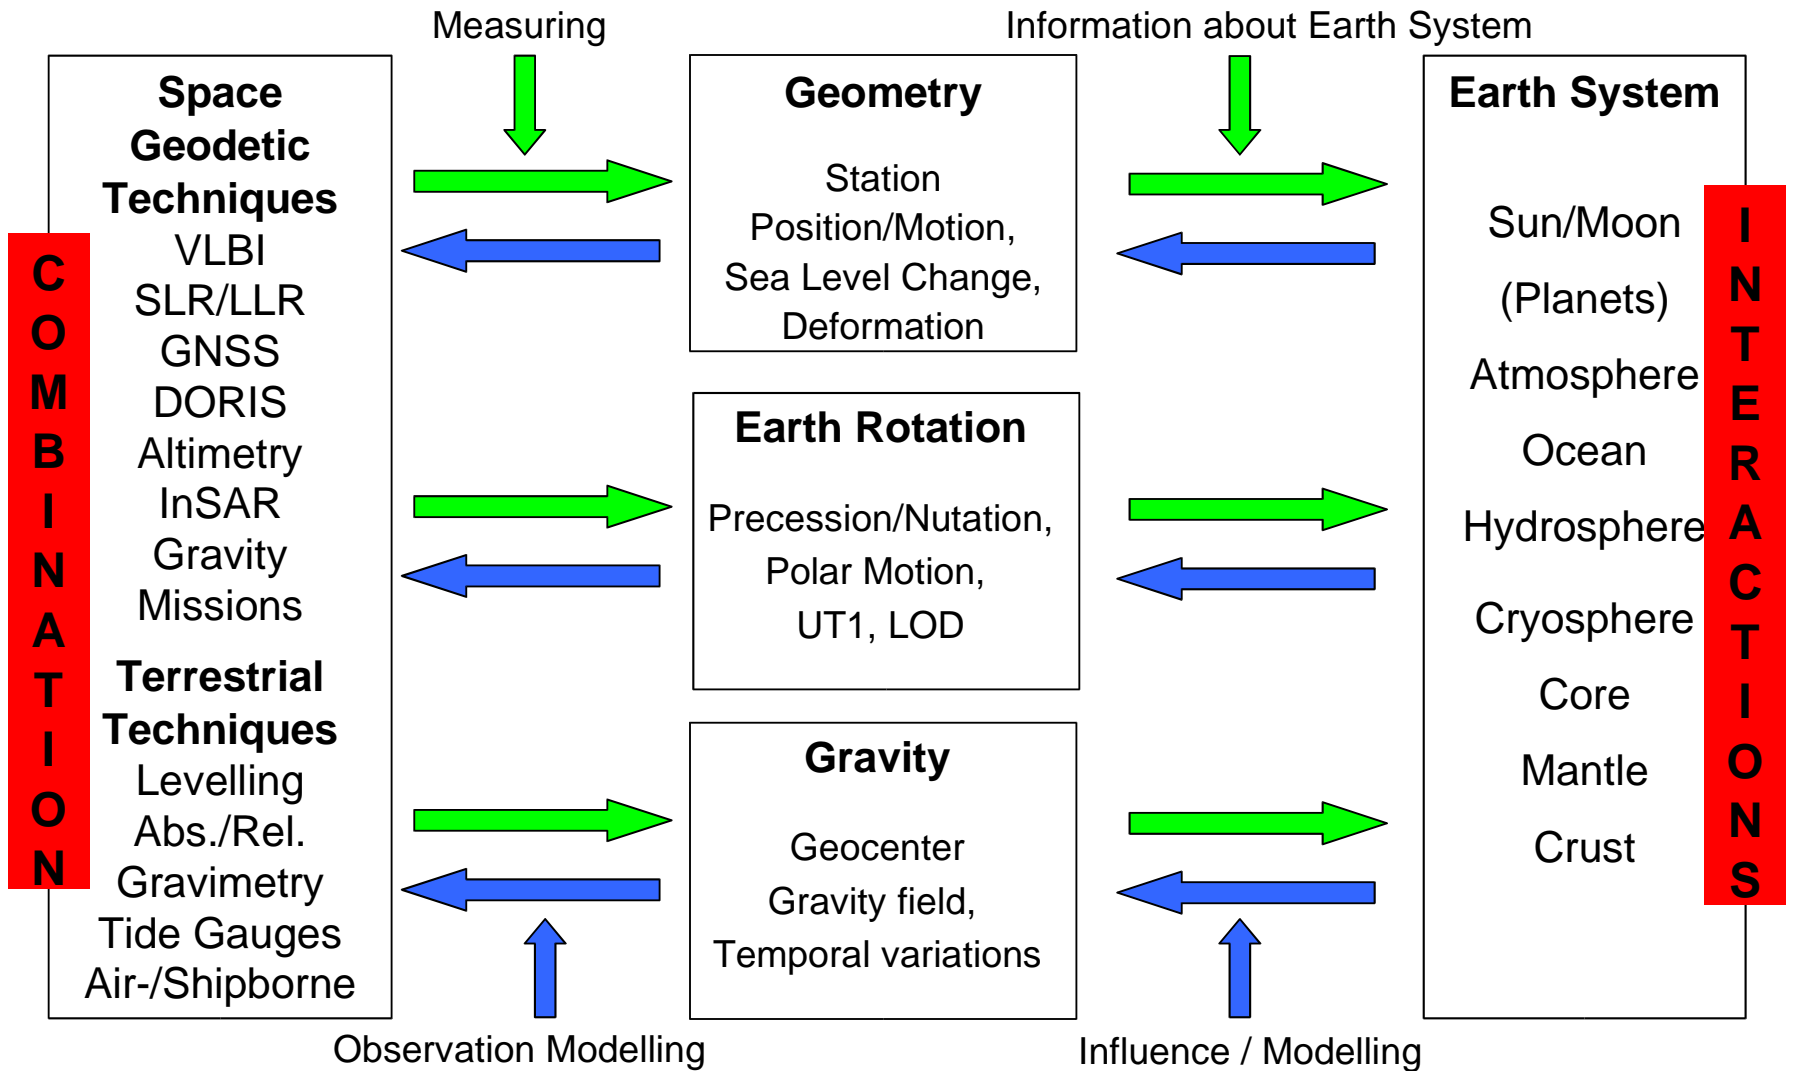 Measuring
Information about Earth System
Space
Geodetic
Techniques
VLBI
SLR/LLR
GNSS
DORIS
Altimetry
InSAR
Gravity
Missions
Terrestrial
Techniques
Levelling
Abs./Rel.
Gravimetry
Tide Gauges
Air-/Shipborne
COMBINATION
Geometry
Station
Position/Motion,
Sea Level Change,
Deformation
Earth Rotation
Precession/Nutation,
Polar Motion,
UT1, LOD
Gravity
Geocenter
Gravity field,
Temporal variations
Earth System
Sun/Moon
(Planets)
Atmosphere
Ocean
Hydrosphere
Cryosphere
Core
Mantle
Crust
INTERACTIONS
Observation Modelling
Influence / Modelling